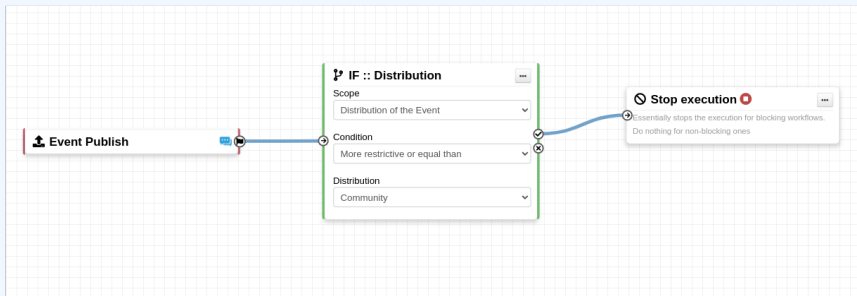 Event Publish
IF :: Distribution
...
Scope
Distribution of the Event
Condition
More restrictive or equal than
Distribution
Community
Stop execution
...
Essentially stops the execution for blocking workflows.
Do nothing for non-blocking ones